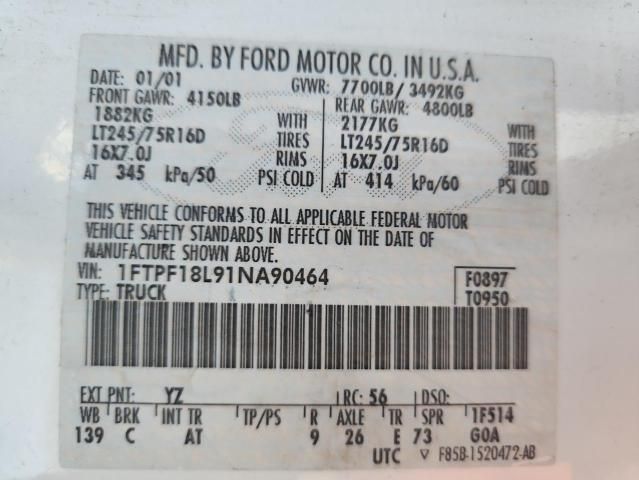 MFD. BY FORD MOTOR CO. IN U.S.A.
DATE: 01/01 GVWR: 7700LB/ 3492KG
FRONT GAWR: 4150LB REAR GAWR: 4800LB
1882KG WITH 2177KG WITH
LT245/75R16D TIRES LT245/75R16D TIRES
16X7.0J RIMS 16X7.0J RIMS
AT 345 kPa/50 PSI COLD AT 414 kPa/60 PSI COLD
THIS VEHICLE CONFORMS TO ALL APPLICABLE FEDERAL MOTOR
VEHICLE SAFETY STANDARDS IN EFFECT ON THE DATE OF
MANUFACTURE SHOWN ABOVE.
VIN: 1FTPF18L91NA90464 F0897
TYPE: TRUCK T0950
EXT PNT: YZ RC: 56 DSO:
WB BRK INT TR TP/PS R AXLE TR SPR 1F514
139 C AT 9 26 E 73 GOA
UTC ▽ F85B-1520472-AB